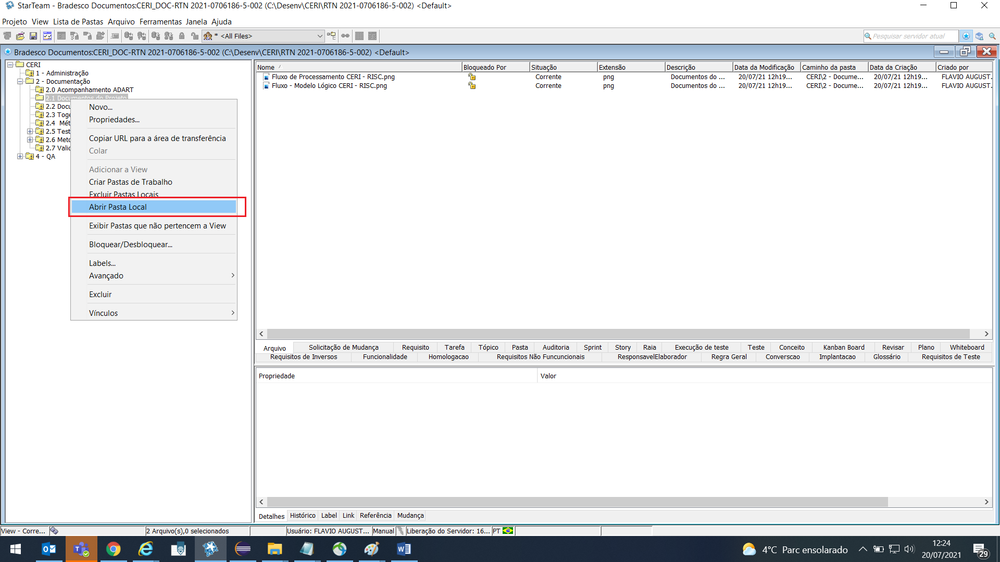 StarTeam - Bradesco Documentos:CERI_DOC-RTN 2021-0706186-5-002 (C:\Desenv\CERI\RTN 2021-0706186-5-002) <Default>
Projeto View Lista de Pastas Arquivo Ferramentas Janela Ajuda
* <All Files>
Pesquisar servidor atual
Bradesco Documentos:CERI_DOC-RTN 2021-0706186-5-002 (C:\Desenv\CERI\RTN 2021-0706186-5-002) <Default>
CERI
1 - Administração
2 - Documentação
2.0 Acompanhamento ADART
2.1 Documentos do Projeto
2.2 Docu
2.3 Toge
2.4 Mét
2.5 Test
2.6 Meto
2.7 Valid
4 - QA
Novo...
Propriedades...
Copiar URL para a área de transferência
Colar
Adicionar a View
Criar Pastas de Trabalho
Excluir Pastas Locais
Abrir Pasta Local
Exibir Pastas que não pertencem a View
Bloquear/Desbloquear...
Labels...
Avançado
Excluir
Vínculos
Nome Bloqueado Por Situação Extensão Descrição Data da Modificação Caminho da pasta Data da Criação Criado por
Fluxo de Processamento CERI - RISC.png Corrente png Documentos do ... 20/07/21 12h19... CERI\2 - Docume... 20/07/21 12h19... FLAVIO AUGUST...
Fluxo - Modelo Lógico CERI - RISC.png Corrente png Documentos do ... 20/07/21 12h19... CERI\2 - Docume... 20/07/21 12h19... FLAVIO AUGUST...
Arquivo Solicitação de Mudança Requisito Tarefa Tópico Pasta Auditoria Sprint Story Raia Execução de teste Teste Conceito Kanban Board Revisar Plano Whiteboard
Requisitos de Inversos Funcionalidade Homologacao Requisitos Não Funcuncionais ResponsavelElaborador Regra Geral Conversao Implantacao Glossário Requisitos de Teste
Propriedade Valor
Detalhes Histórico Label Link Referência Mudança
View - Corre... 2 Arquivo(s),0 selecionados Usuário: FLAVIO AUGUST... Manual Liberação do Servidor: 16... PT
4°C Parc ensolarado
12:24
20/07/2021
29